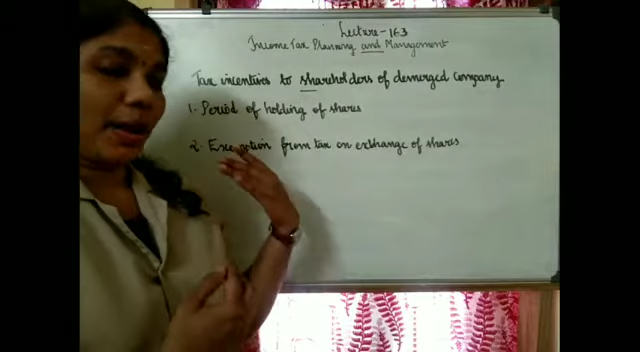 Lecture - 163
Income Tax Planning and Management
Tax incentives to shareholders of demerged Company
1. Period of holding of shares
2. from tax on exchange of shares